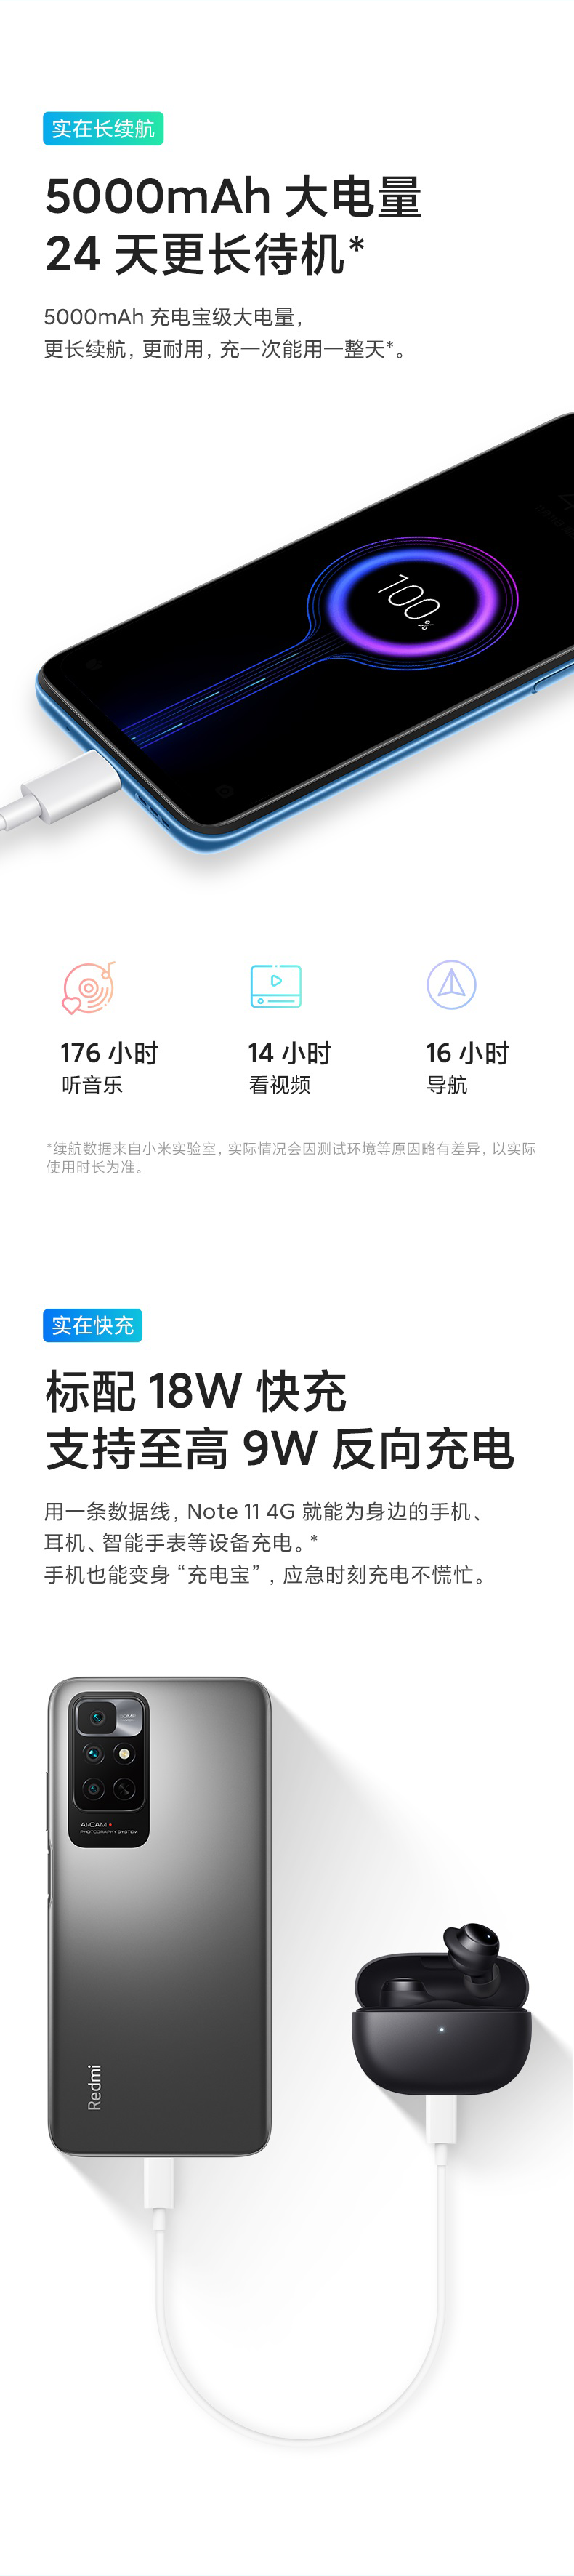 实在长续航
5000mAh 大电量
24 天更长待机*
5000mAh 充电宝级大电量，
更长续航，更耐用，充一次能用一整天*。
100%
176 小时
听音乐
14 小时
看视频
16 小时
导航
*续航数据来自小米实验室，实际情况会因测试环境等原因略有差异，以实际
使用时长为准。
实在快充
标配 18W 快充
支持至高 9W 反向充电
用一条数据线，Note 11 4G 就能为身边的手机、
耳机、智能手表等设备充电。*
手机也能变身“充电宝”，应急时刻充电不慌忙。
AI-CAM
PHOTOGRAPHY SYSTEM
Redmi